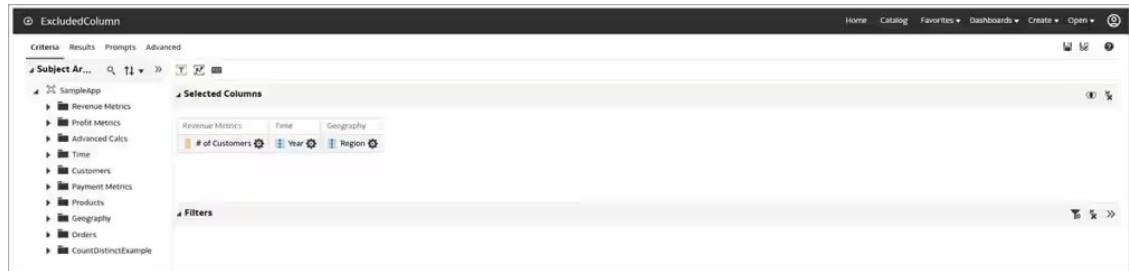 ExcludedColumn
Home Catalog Favorites Dashboards Create Open
Criteria Results Prompts Advanced
Subject Ar...
SampleApp
Revenue Metrics
Profit Metrics
Advanced Calcs
Time
Customers
Payment Metrics
Products
Geography
Orders
CountDistinctExample
Selected Columns
Revenue Metrics Time Geography
# of Customers Year Region
Filters